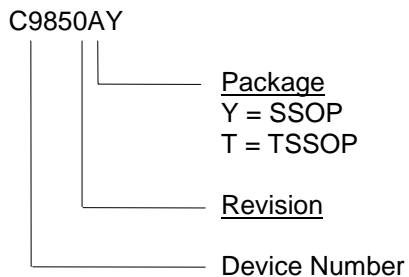 C9850AY
Package
Y = SSOP
T = TSSOP
Revision
Device Number